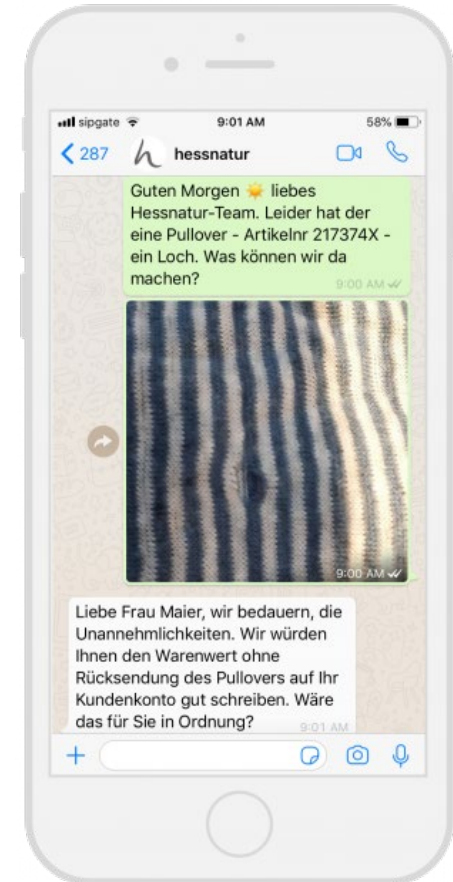 sipgate 9:01 AM 58%
287 h hessnatur
Guten Morgen ☀️ liebes
Hessnatur-Team. Leider hat der
eine Pullover - Artikelnr 217374X -
ein Loch. Was können wir da
machen?
9:00 AM
9:00 AM
Liebe Frau Maier, wir bedauern, die
Unannehmlichkeiten. Wir würden
Ihnen den Warenwert ohne
Rücksendung des Pullovers auf Ihr
Kundenkonto gut schreiben. Wäre
das für Sie in Ordnung?
9:01 AM